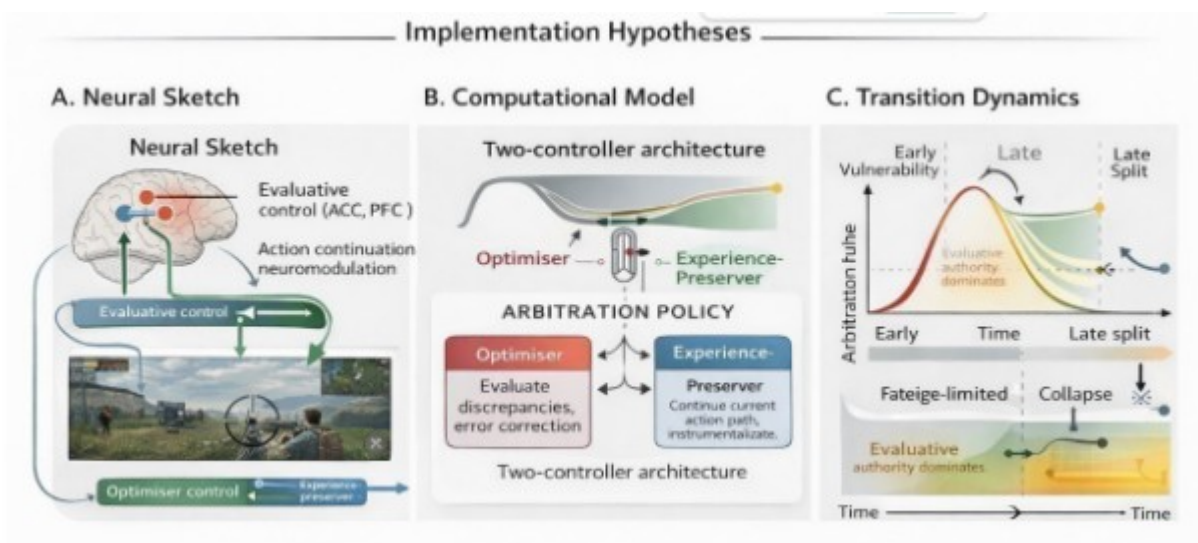 Implementation Hypotheses
A. Neural Sketch
Neural Sketch
Evaluative
control (ACC, PFC )
Action continuation
neuromodulation
Evaluative control
Optimiser control
Experience-
preserver
B. Computational Model
Two-controller architecture
Optimiser
Experience-
Preserver
ARBITRATION POLICY
Optimiser
Evaluate
discrepancies,
error correction
Experience-
Preserver
Continue current
action path,
instrumentalizate.
Two-controller architecture
C. Transition Dynamics
Early
Vulnerability
Late
Late
Split
Arbitration huhe
Evaluative
authority
dominates
Early
Time
Late split
Fateige-limited
Collapse
Evaluative
authority dominates
Time
Time